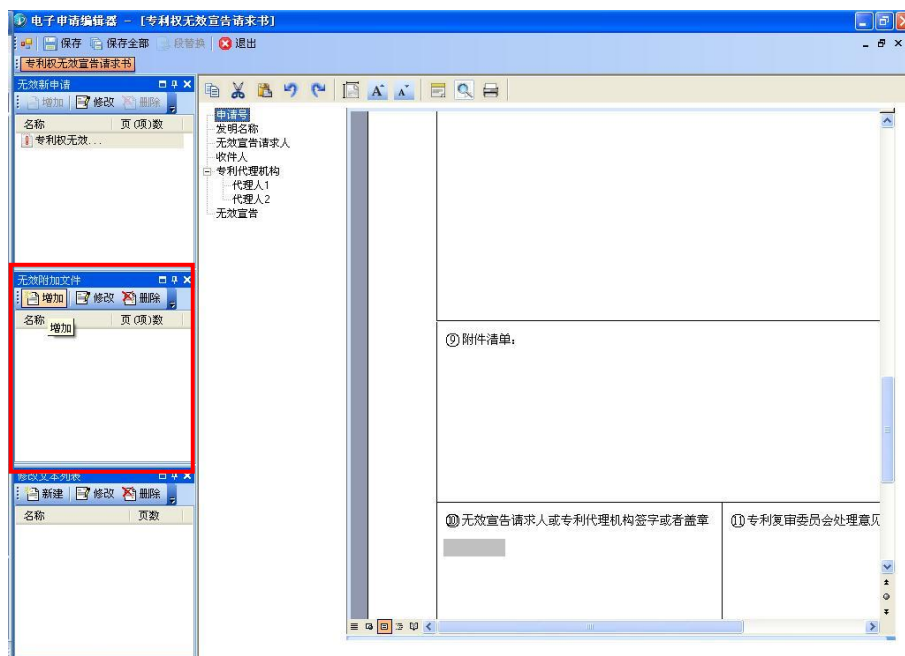 电子申请编辑器 - [专利权无效宣告请求书]
保存 保存全部 段替换 退出
专利权无效宣告请求书
无效新申请
增加 修改 删除
名称 页(项)数
专利权无效...
无效附加文件
增加 修改 删除
名称 页(项)数
增加
修改文本列表
新建 修改 删除
名称 页数
申请号
发明名称
无效宣告请求人
收件人
专利代理机构
代理人1
代理人2
无效宣告
⑨附件清单:
⑩无效宣告请求人或专利代理机构签字或者盖章
⑪专利复审委员会处理意见